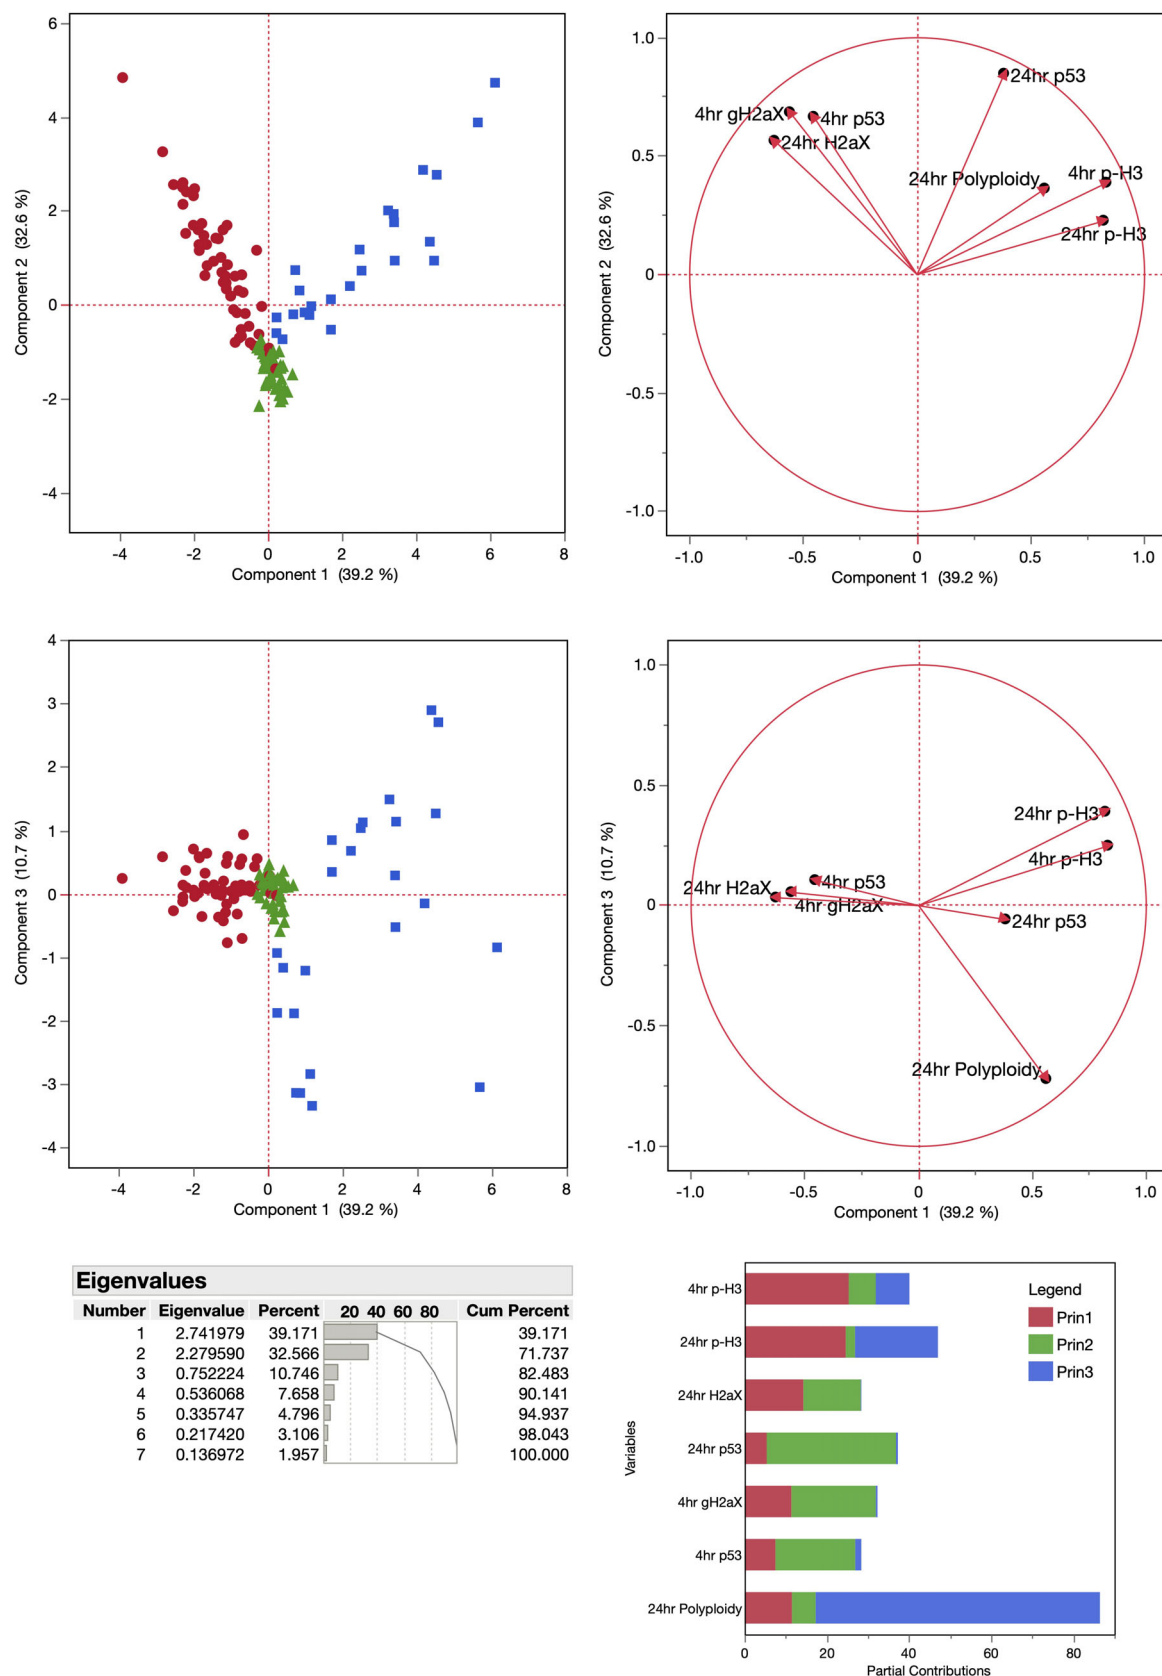 6
4
2
0
-2
-4
Component 2 (32.6 %)
-4 -2 0 2 4 6 8
Component 1 (39.2 %)
1.0
0.5
0
-0.5
-1.0
Component 2 (32.6 %)
24hr p53
4hr gH2aX
4hr p53
24hr H2aX
24hr Polyploidy
4hr p-H3
24hr p-H3
-1.0 -0.5 0 0.5 1.0
Component 1 (39.2 %)
4
3
2
1
0
-1
-2
-3
-4
Component 3 (10.7 %)
-4 -2 0 2 4 6 8
Component 1 (39.2 %)
1.0
0.5
0
-0.5
-1.0
Component 3 (10.7 %)
24hr p-H3
4hr p-H3
4hr p53
24hr H2aX
4hr gH2aX
24hr p53
24hr Polyploidy
-1.0 -0.5 0 0.5 1.0
Component 1 (39.2 %)
Eigenvalues
Number Eigenvalue Percent 20 40 60 80 Cum Percent
1 2.741979 39.171 39.171
2 2.279590 32.566 71.737
3 0.752224 10.746 82.483
4 0.536068 7.658 90.141
5 0.335747 4.796 94.937
6 0.217420 3.106 98.043
7 0.136972 1.957 100.000
Variables
4hr p-H3
24hr p-H3
24hr H2aX
24hr p53
4hr gH2aX
4hr p53
24hr Polyploidy
Legend
Prin1
Prin2
Prin3
0 20 40 60 80
Partial Contributions